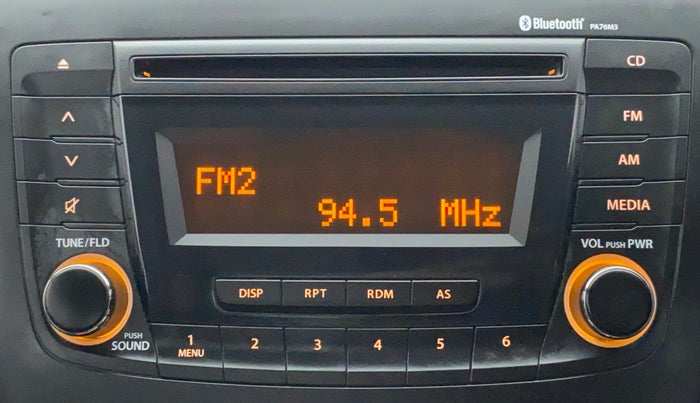 Bluetooth® PA76M3
CD
FM
AM
MEDIA
FM2
94.5 MHz
TUNE/FLD
VOL PUSH PWR
DISP RPT RDM AS
PUSH
SOUND
1 2 3 4 5 6
MENU